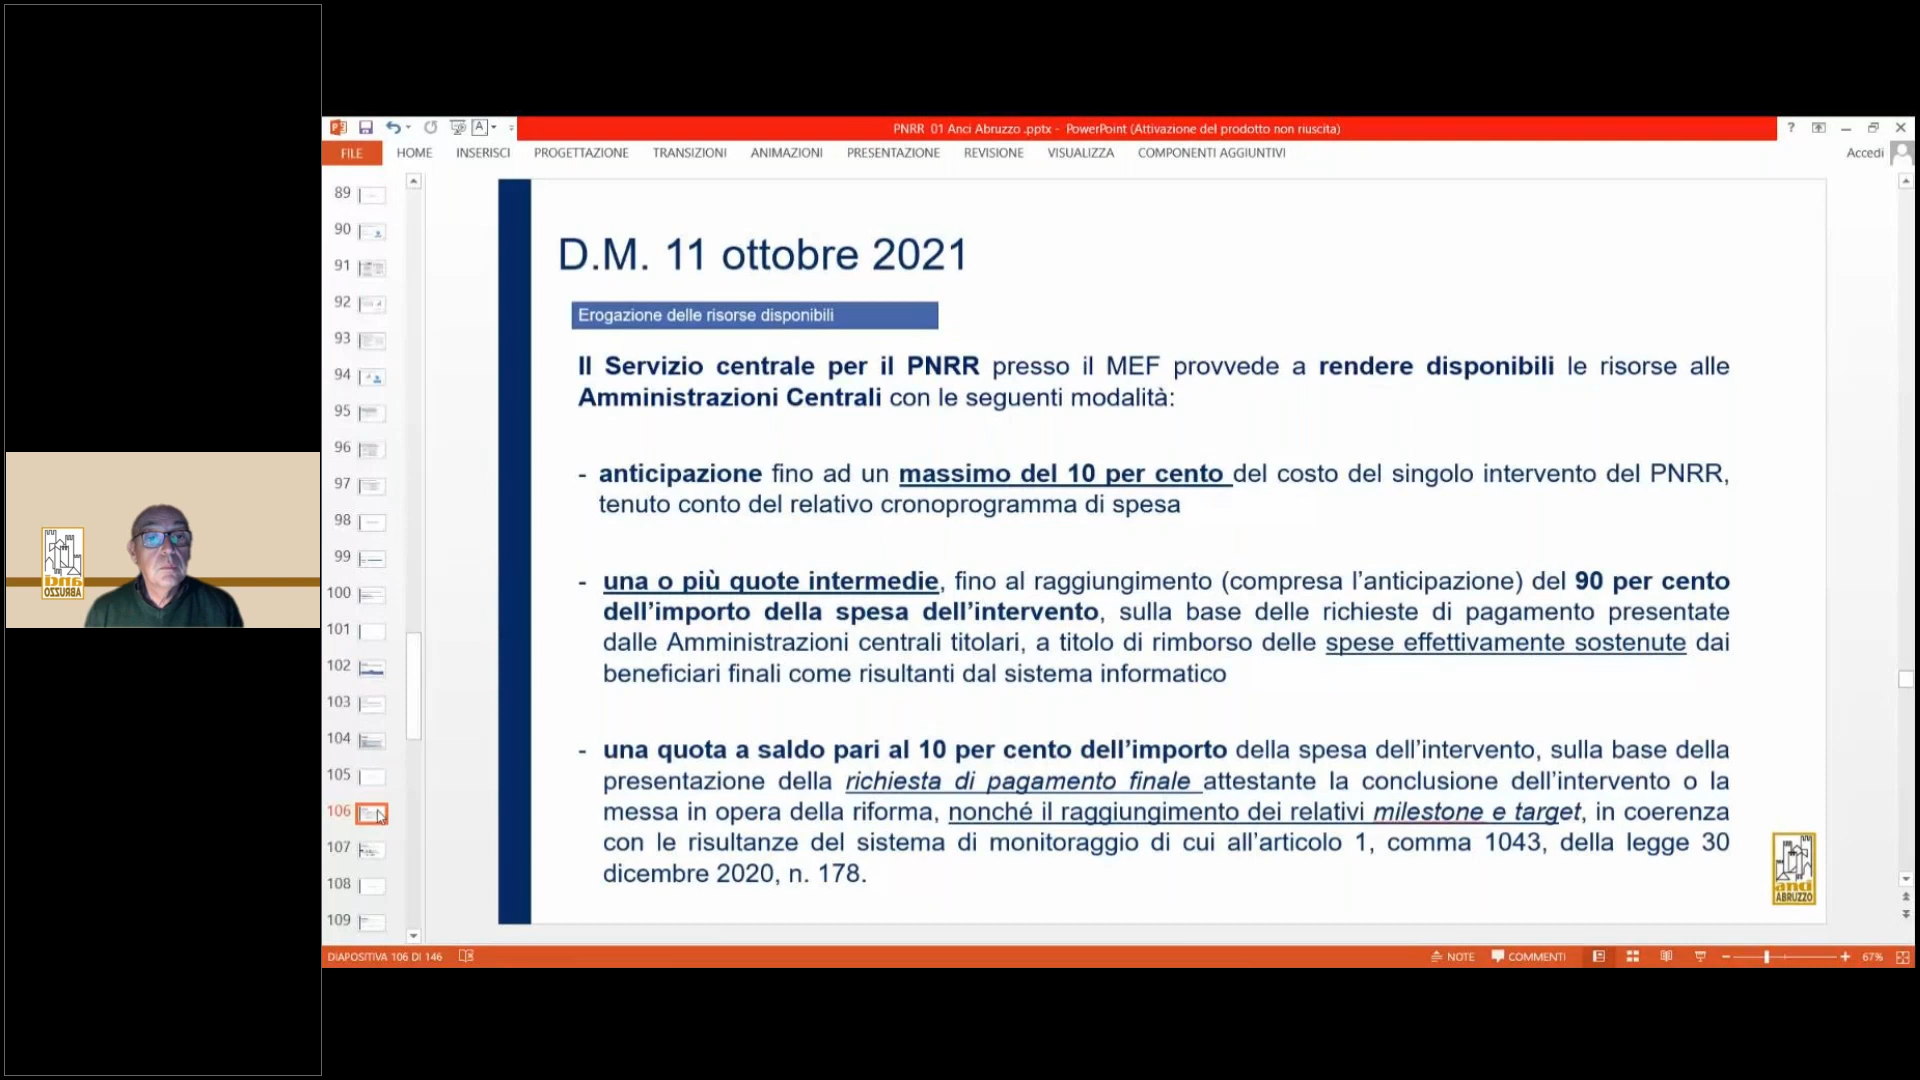 PNRR 01 Anci Abruzzo .pptx - PowerPoint (Attivazione del prodotto non riuscita)
FILE HOME INSERISCI PROGETTAZIONE TRANSIZIONI ANIMAZIONI PRESENTAZIONE REVISIONE VISUALIZZA COMPONENTI AGGIUNTIVI Accedi
89
90
91
92
93
94
95
96
97
98
99
100
101
102
103
104
105
106
107
108
109
D.M. 11 ottobre 2021
Erogazione delle risorse disponibili
Il Servizio centrale per il PNRR presso il MEF provvede a rendere disponibili le risorse alle
Amministrazioni Centrali con le seguenti modalità:
- anticipazione fino ad un massimo del 10 per cento del costo del singolo intervento del PNRR,
tenuto conto del relativo cronoprogramma di spesa
- una o più quote intermedie, fino al raggiungimento (compresa l'anticipazione) del 90 per cento
dell'importo della spesa dell'intervento, sulla base delle richieste di pagamento presentate
dalle Amministrazioni centrali titolari, a titolo di rimborso delle spese effettivamente sostenute dai
beneficiari finali come risultanti dal sistema informatico
- una quota a saldo pari al 10 per cento dell'importo della spesa dell'intervento, sulla base della
presentazione della richiesta di pagamento finale attestante la conclusione dell'intervento o la
messa in opera della riforma, nonché il raggiungimento dei relativi milestone e target, in coerenza
con le risultanze del sistema di monitoraggio di cui all'articolo 1, comma 1043, della legge 30
dicembre 2020, n. 178.
anci
ABRUZZO
anci
ABRUZZO
DIAPOSITIVA 106 DI 146 NOTE COMMENTI 67%